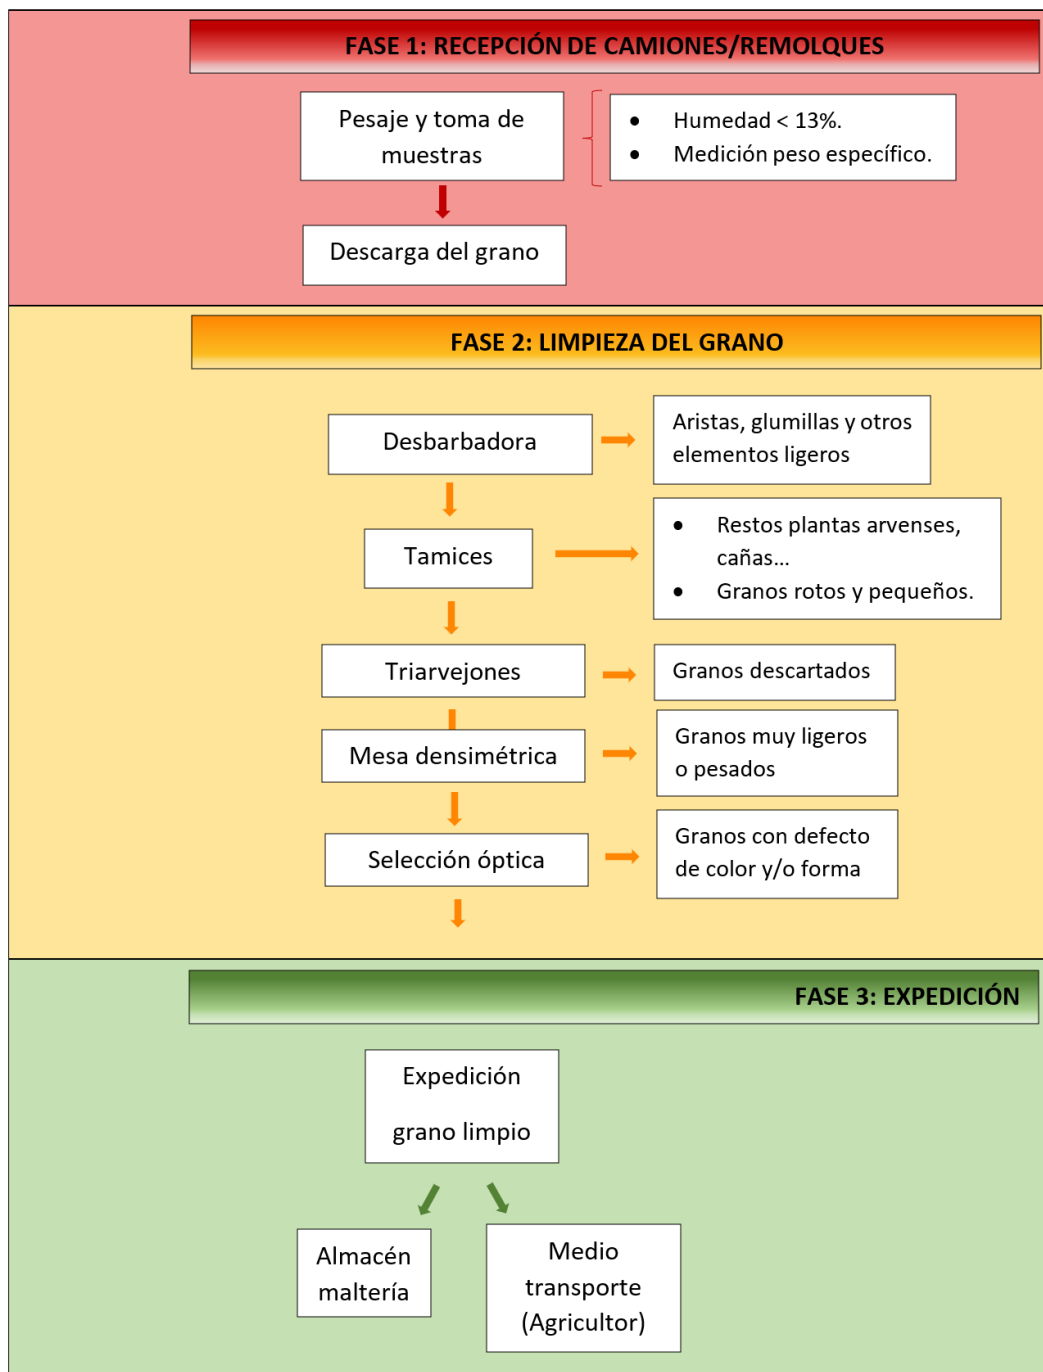 FASE 1: RECEPCIÓN DE CAMIONES/REMOLQUES
Pesaje y toma de
muestras
• Humedad < 13%.
• Medición peso específico.
Descarga del grano
FASE 2: LIMPIEZA DEL GRANO
Desbarbadora
Aristas, glumillas y otros
elementos ligeros
Tamices
• Restos plantas arvenses,
cañas...
• Granos rotos y pequeños.
Triarvejones
Granos descartados
Mesa densimétrica
Granos muy ligeros
o pesados
Selección óptica
Granos con defecto
de color y/o forma
FASE 3: EXPEDICIÓN
Expedición
grano limpio
Almacén
maltería
Medio
transporte
(Agricultor)